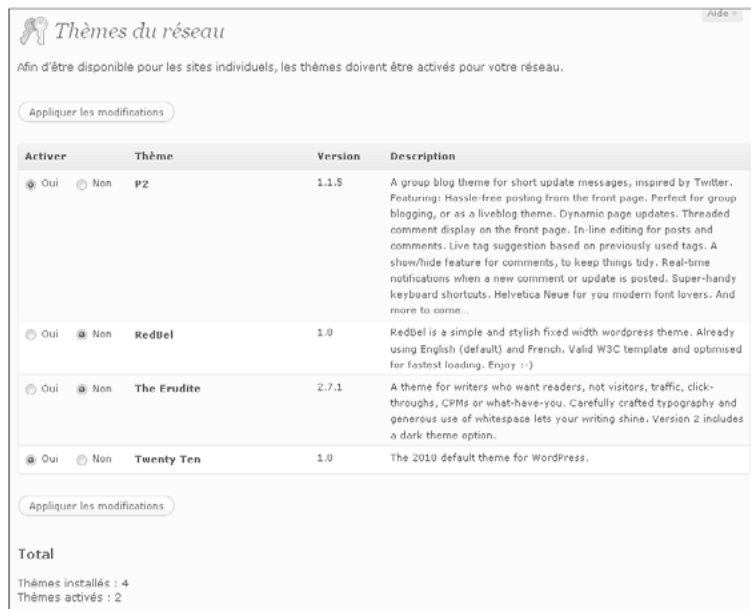 Aide
Thèmes du réseau
Afin d'être disponible pour les sites individuels, les thèmes doivent être activés pour votre réseau.
Appliquer les modifications
Activer Thème Version Description
Oui Non P2 1.1.5 A group blog theme for short update messages, inspired by Twitter.
Featuring: Hassle-free posting from the front page. Perfect for group
blogging, or as a liveblog theme. Dynamic page updates. Threaded
comment display on the front page. In-line editing for posts and
comments. Live tag suggestion based on previously used tags. A
show/hide feature for comments, to keep things tidy. Real-time
notifications when a new comment or update is posted. Super-handy
keyboard shortcuts. Helvetica Neue for you modern font lovers. And
more to come...
Oui Non RedBel 1.0 RedBel is a simple and stylish fixed width wordpress theme. Already
using English (default) and French. Valid W3C template and optimised
for fastest loading. Enjoy :-)
Oui Non The Erudite 2.7.1 A theme for writers who want readers, not visitors, traffic, click-
throughs, CPMs or what-have-you. Carefully crafted typography and
generous use of whitespace lets your writing shine. Version 2 includes
a dark theme option.
Oui Non Twenty Ten 1.0 The 2010 default theme for WordPress.
Appliquer les modifications
Total
Thèmes installés : 4
Thèmes activés : 2